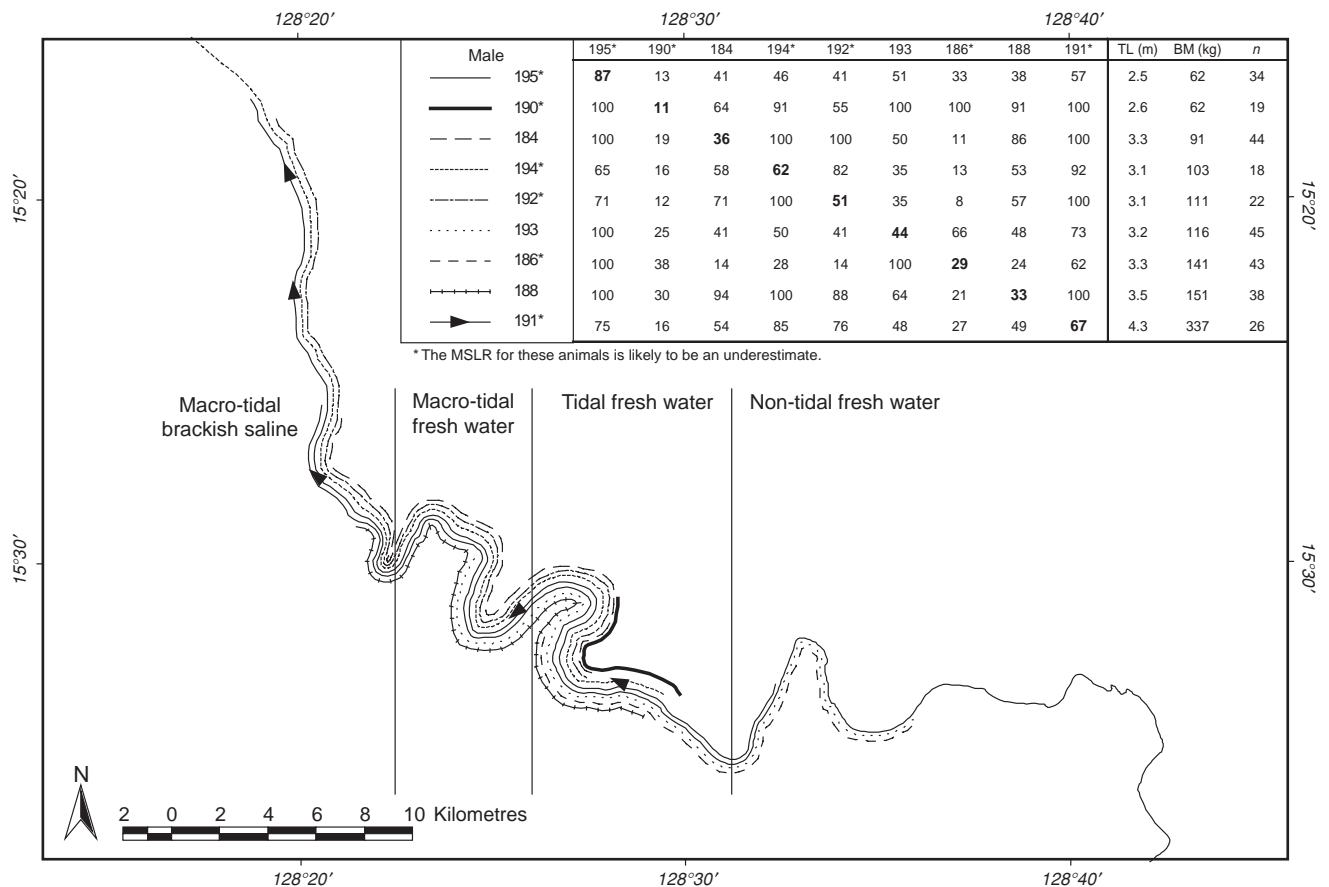 128°20′ 128°30′ 128°40′
Male 195* 190* 184 194* 192* 193 186* 188 191* TL (m) BM (kg) n
195* 87 13 41 46 41 51 33 38 57 2.5 62 34
190* 100 11 64 91 55 100 100 91 100 2.6 62 19
184 100 19 36 100 100 50 11 86 100 3.3 91 44
194* 65 16 58 62 82 35 13 53 92 3.1 103 18
192* 71 12 71 100 51 35 8 57 100 3.1 111 22
193 100 25 41 50 41 44 66 48 73 3.2 116 45
186* 100 38 14 28 14 100 29 24 62 3.3 141 43
188 100 30 94 100 88 64 21 33 100 3.5 151 38
191* 75 16 54 85 76 48 27 49 67 4.3 337 26
* The MSLR for these animals is likely to be an underestimate.
15°20′ 15°20′
Macro-tidal
brackish saline
Macro-tidal
fresh water
Tidal fresh water
Non-tidal fresh water
15°30′ 15°30′
N
2 0 2 4 6 8 10 Kilometres
128°20′ 128°30′ 128°40′